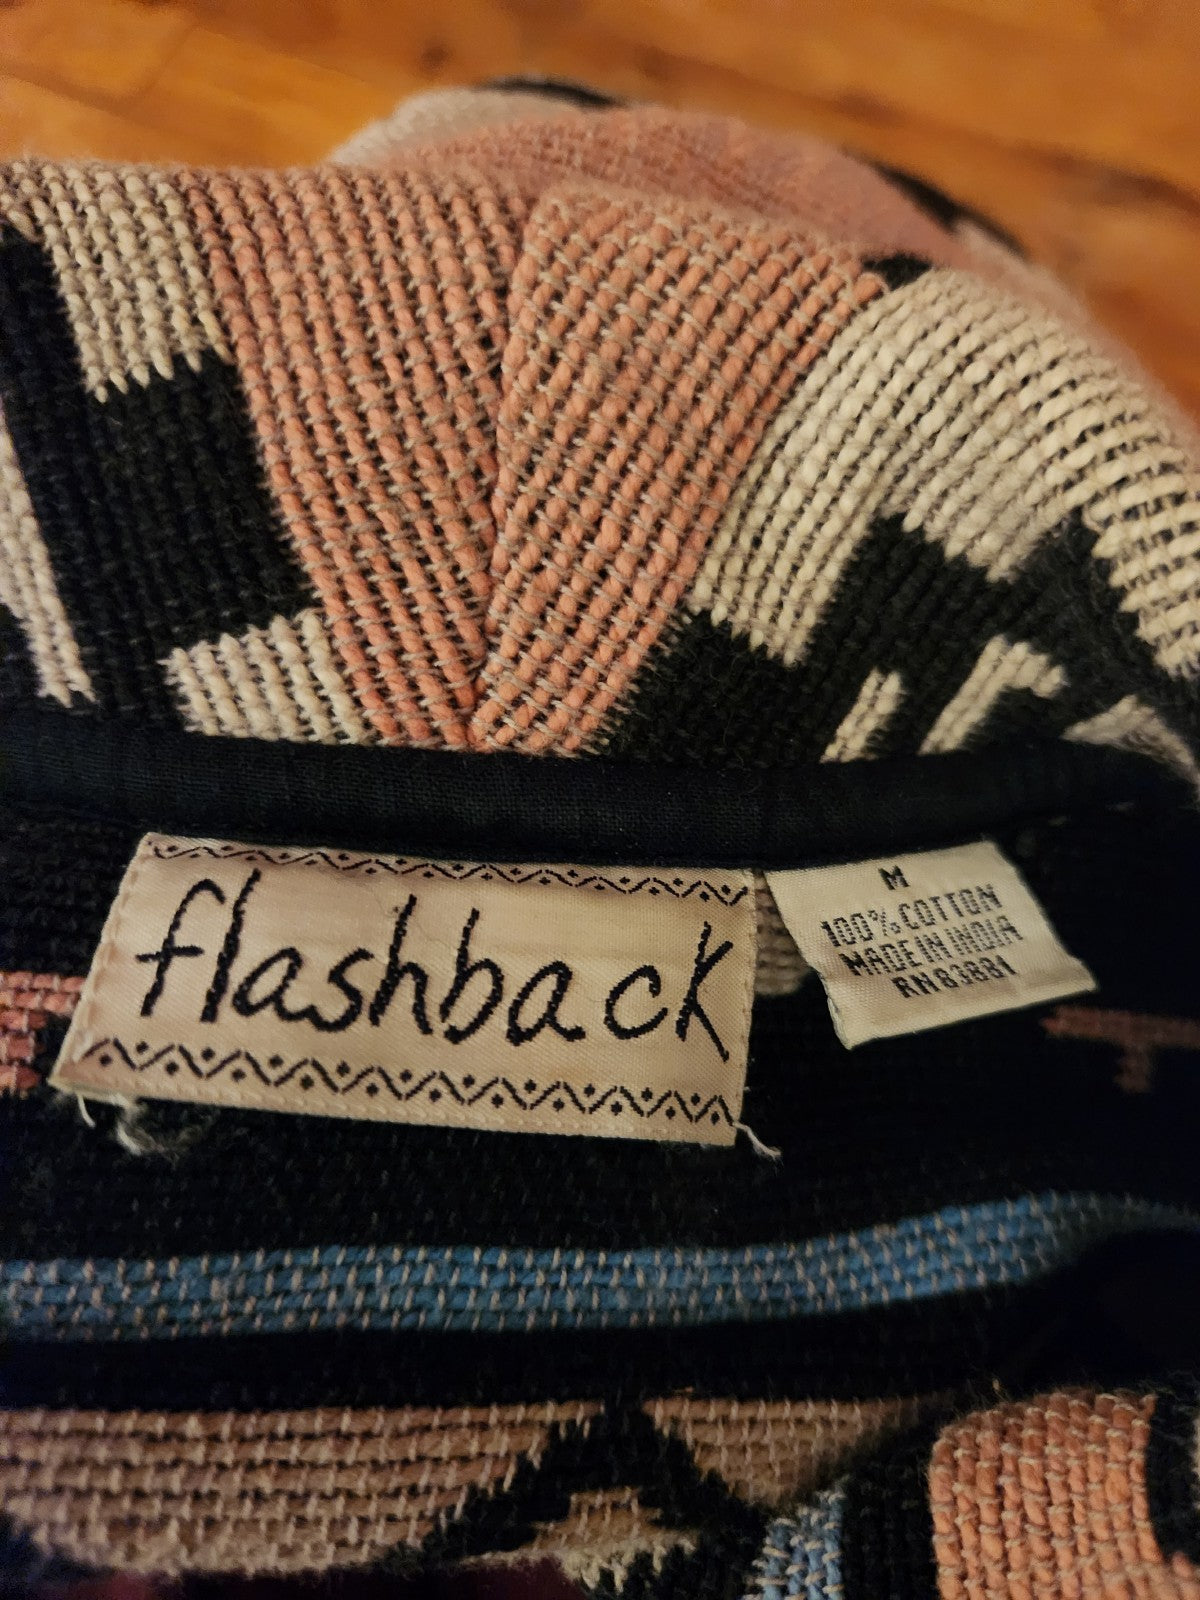 flashback
M
100% COTTON
MADE IN INDIA
RN83881